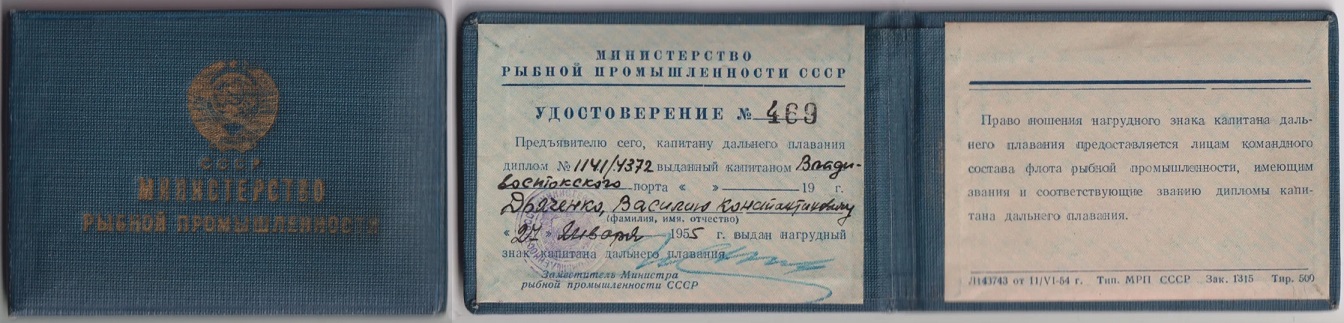 СССР
МИНИСТЕРСТВО
РЫБНОЙ ПРОМЫШЛЕННОСТИ
МИНИСТЕРСТВО
РЫБНОЙ ПРОМЫШЛЕННОСТИ СССР
УДОСТОВЕРЕНИЕ № 469
Предъявителю сего, капитану дальнего плавания
диплом № 1141/4372 выданный капитаном Влади-
востокского порта « » 19 г.
Дряченко, Василию Константиновичу
(фамилия, имя, отчество)
« 27 » Января 1955 г. выдан нагрудный
знак капитана дальнего плавания.
Заместитель Министра
рыбной промышленности СССР
Право ношения нагрудного знака капитана даль-
него плавания предоставляется лицам командного
состава флота рыбной промышленности, имеющим
звания и соответствующие званию дипломы капи-
тана дальнего плавания.
Л143743 от 11/VI-54 г. Тип. МРП СССР Зак. 1315 Тир. 500